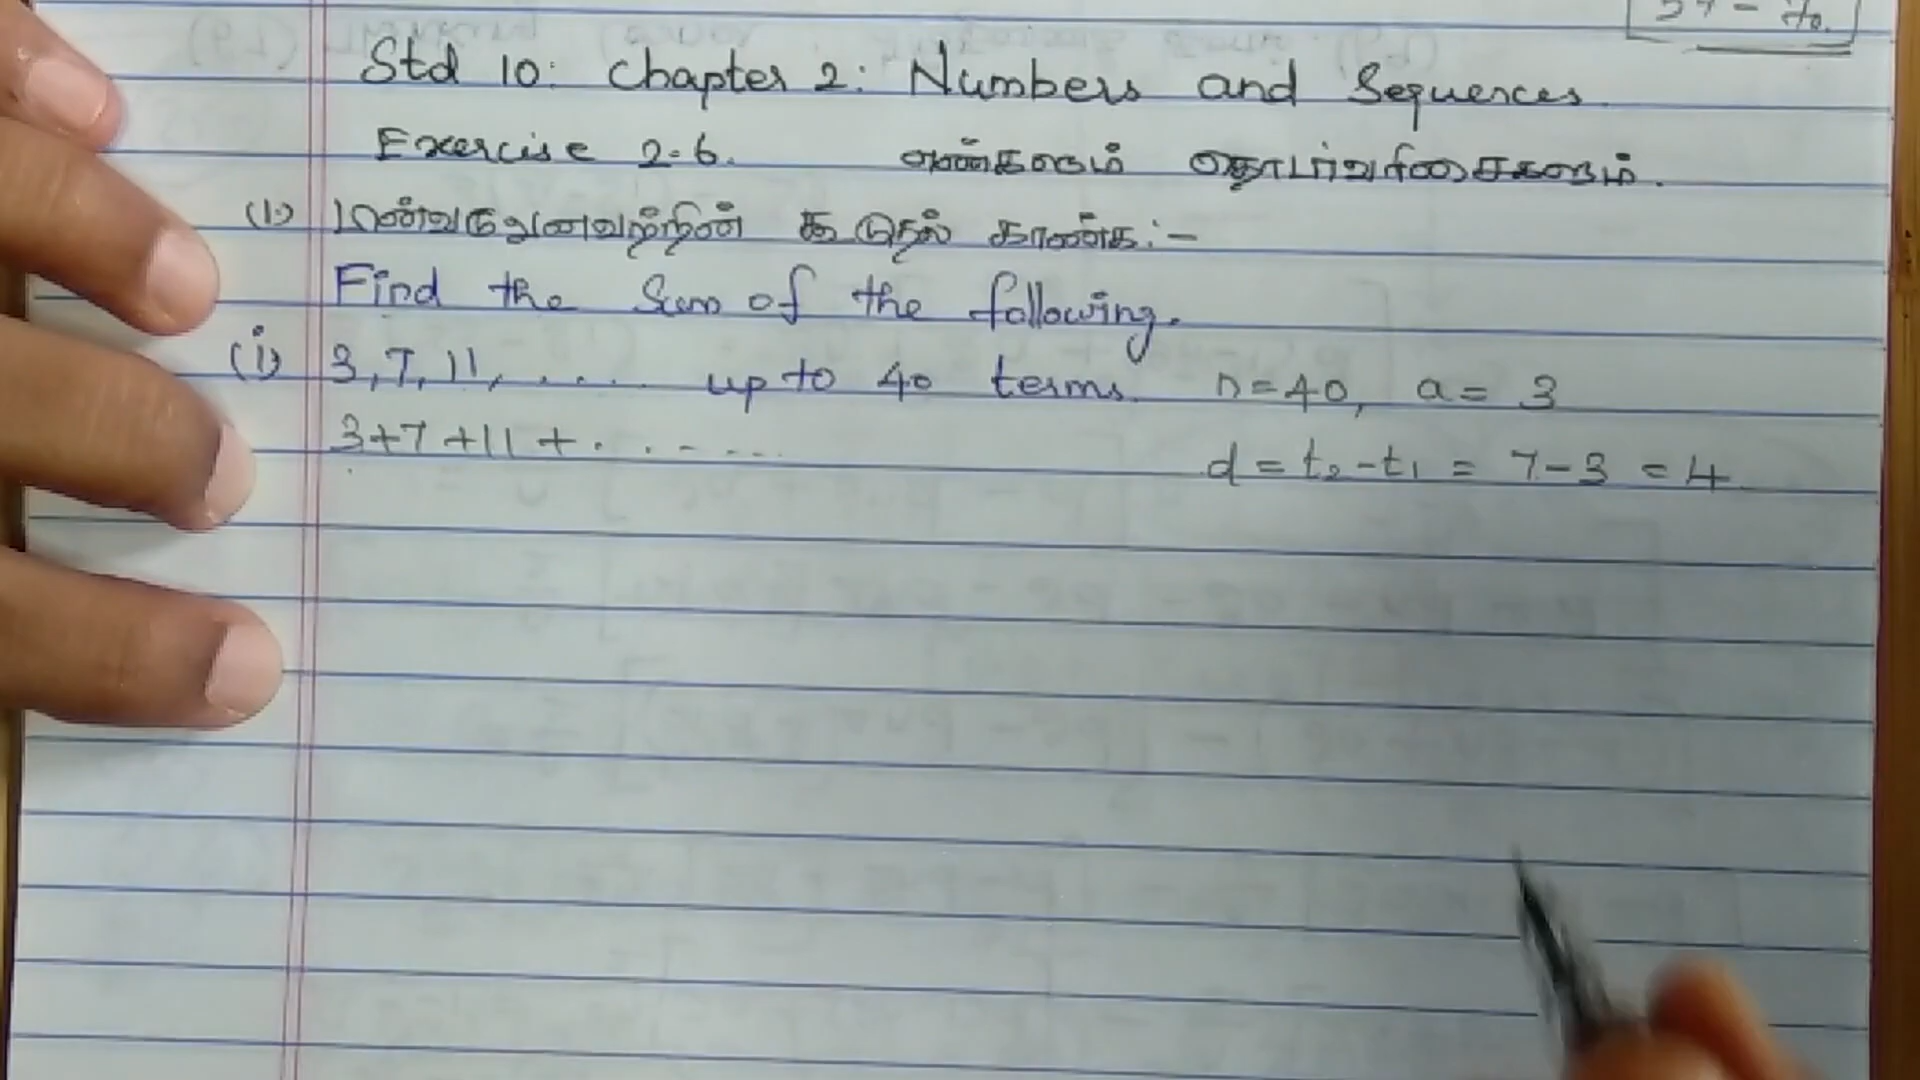 Std 10: Chapter 2: Numbers and Sequences.
Exercise 2.6. எண்களும் தொடர்வரிசைகளும்.
(1.) பின்வருவனவற்றின் கூடுதல் காண்க:-
Find the Sum of the following.
(i) 3, 7, 11, . . . . . up to 40 terms. n=40, a= 3
3+7+11+ . . . . . . d = t₂-t₁ = 7-3 = 4